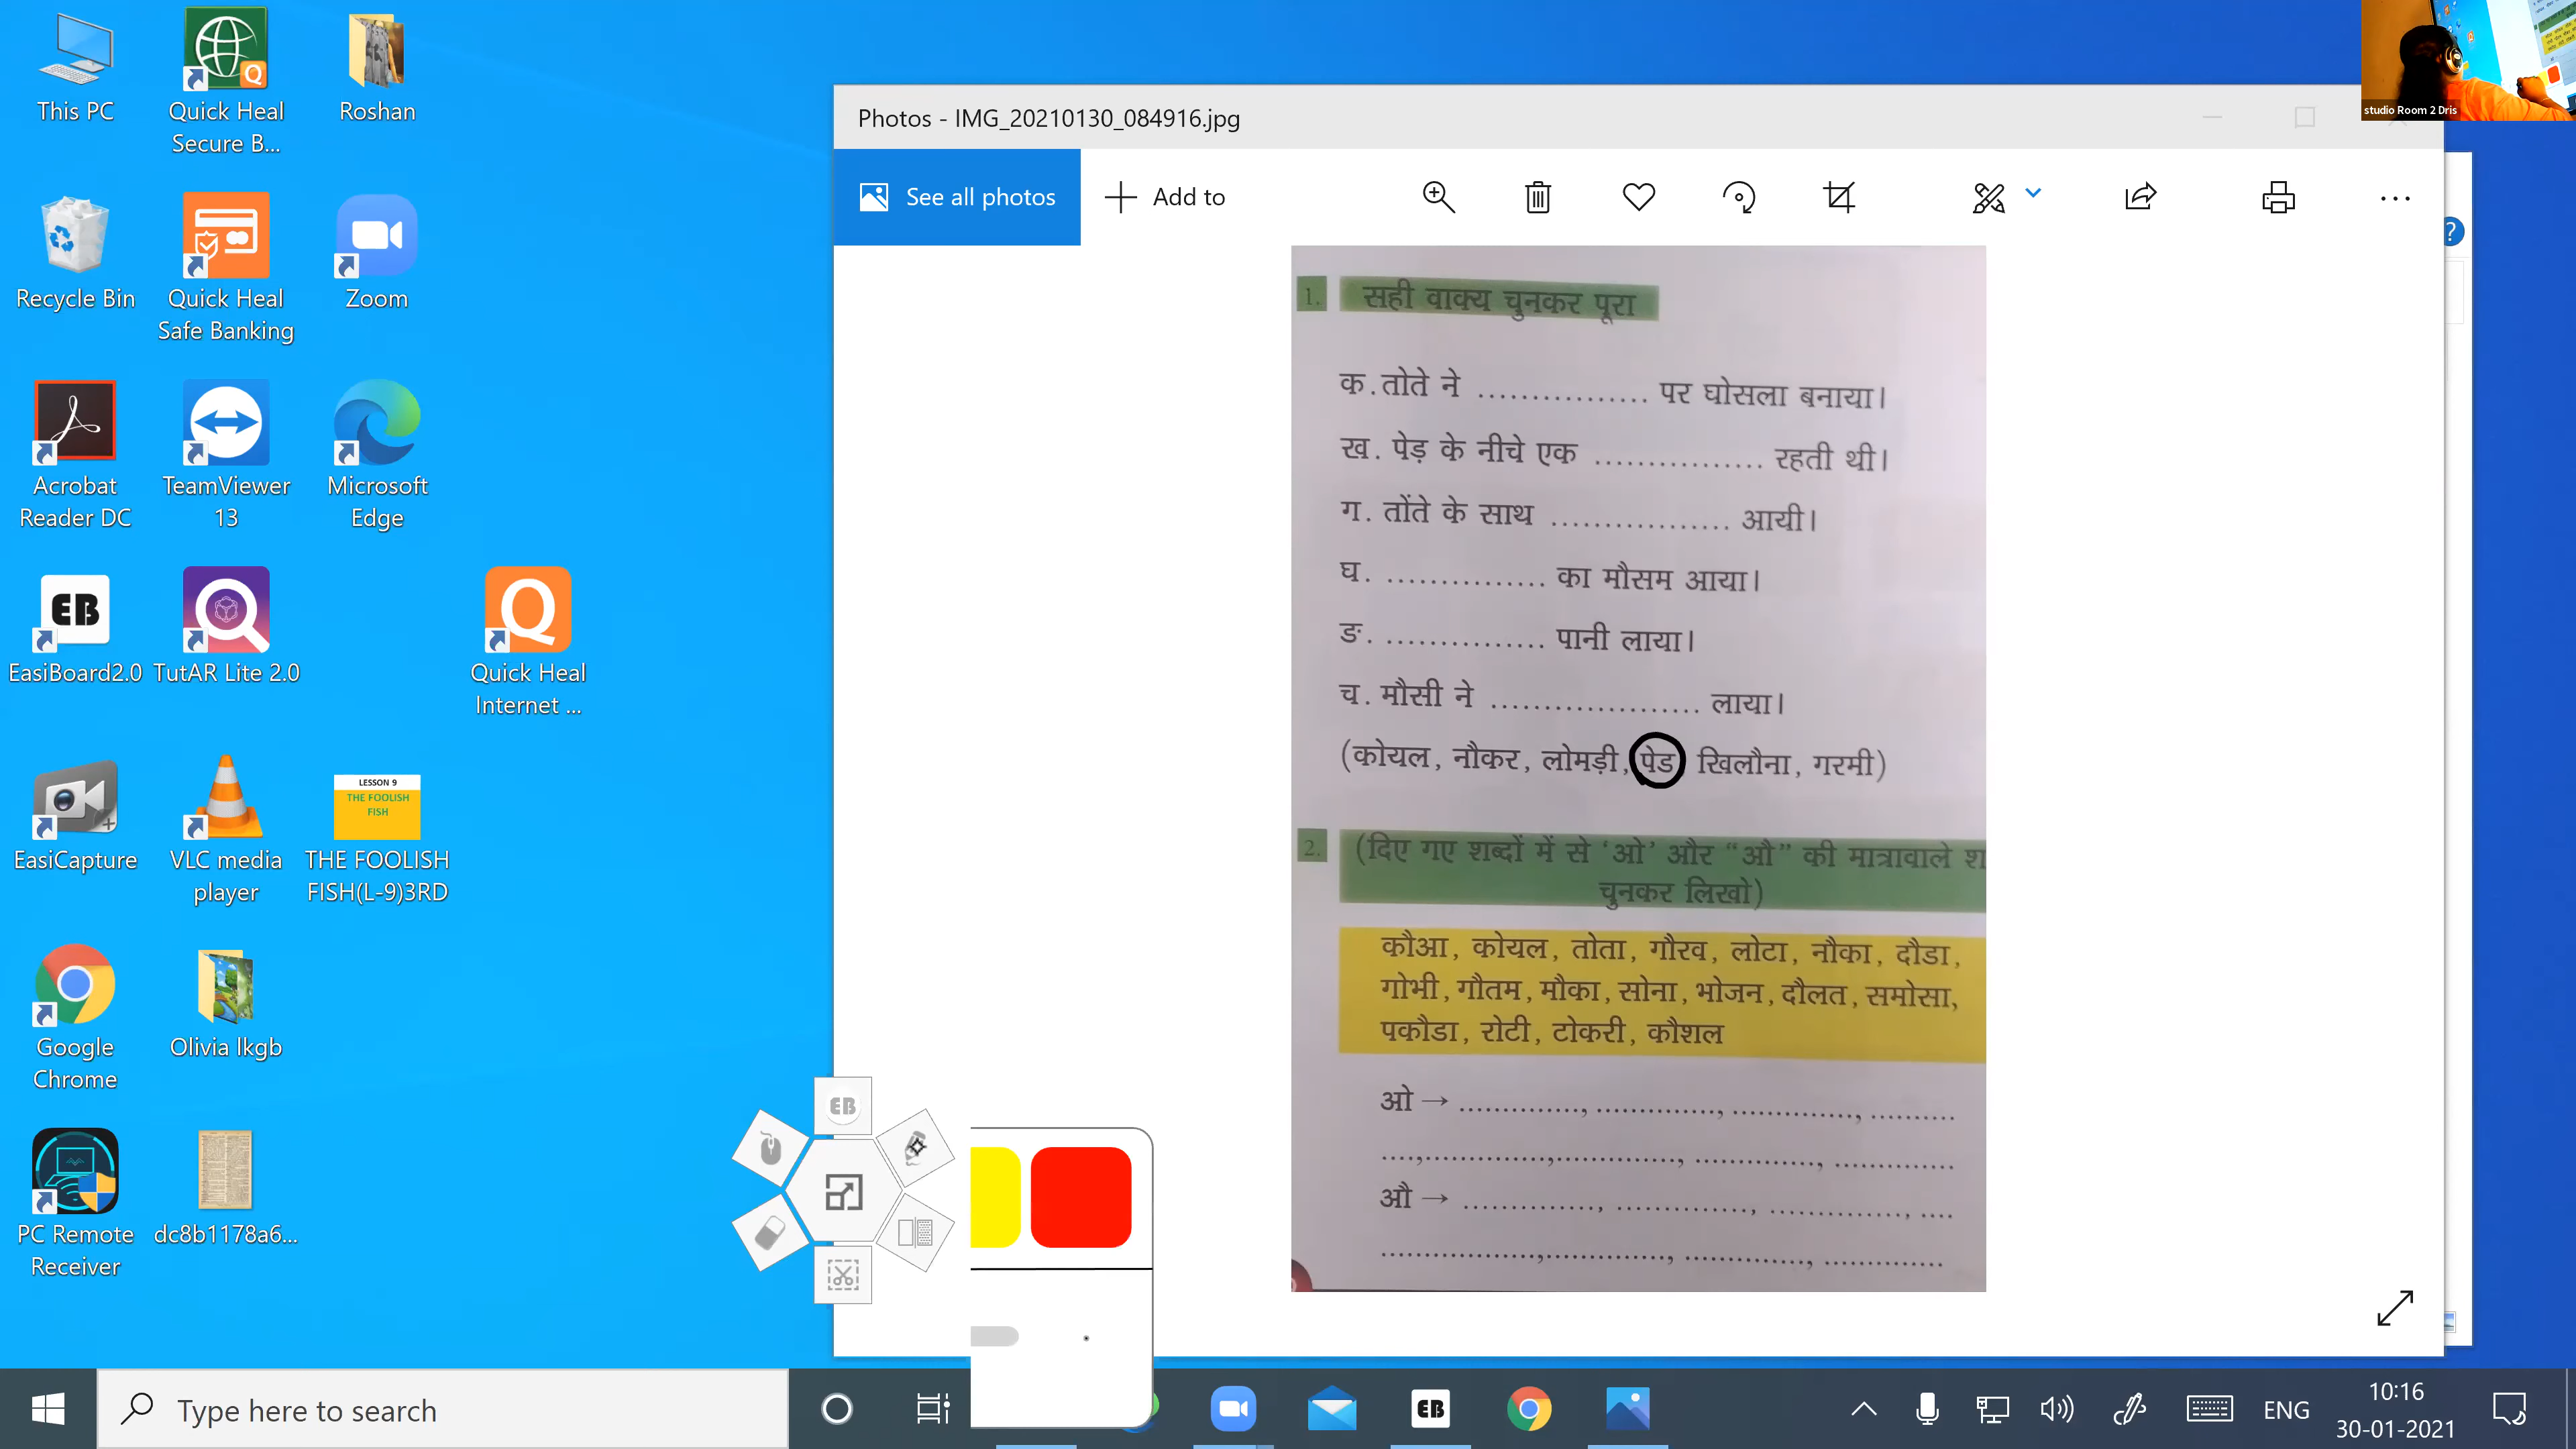 This PC
Quick Heal
Secure B...
Roshan
Recycle Bin
Quick Heal
Safe Banking
Zoom
Acrobat
Reader DC
TeamViewer
13
Microsoft
Edge
EB
EasiBoard2.0
TutAR Lite 2.0
Quick Heal
Internet ...
EasiCapture
VLC media
player
LESSON 9
THE FOOLISH
FISH
THE FOOLISH
FISH(L-9)3RD
Google
Chrome
Olivia lkgb
PC Remote
Receiver
dc8b1178a6...
Photos - IMG_20210130_084916.jpg
See all photos
Add to
studio Room 2 Dris
1. सही वाक्य चुनकर पूरा
क. तोते ने ................ पर घोसला बनाया।
ख. पेड़ के नीचे एक ................ रहती थी।
ग. तोंते के साथ ................. आयी।
घ. ............... का मौसम आया।
ङ. ............... पानी लाया।
च. मौसी ने .................... लाया।
(कोयल, नौकर, लोमड़ी, पेड खिलौना, गरमी)
2. (दिए गए शब्दों में से 'ओ' और "औ" की मात्रावाले श
चुनकर लिखो)
कौआ, कोयल, तोता, गौरव, लोटा, नौका, दौडा,
गोभी, गौतम, मौका, सोना, भोजन, दौलत, समोसा,
पकौडा, रोटी, टोकरी, कौशल
ओ → ............, ............, ............, .........
....,............,............, ............, ............
औ → ............, ............, ............, ....
...............,............, ............, ............
EB
Type here to search
EB
ENG
10:16
30-01-2021